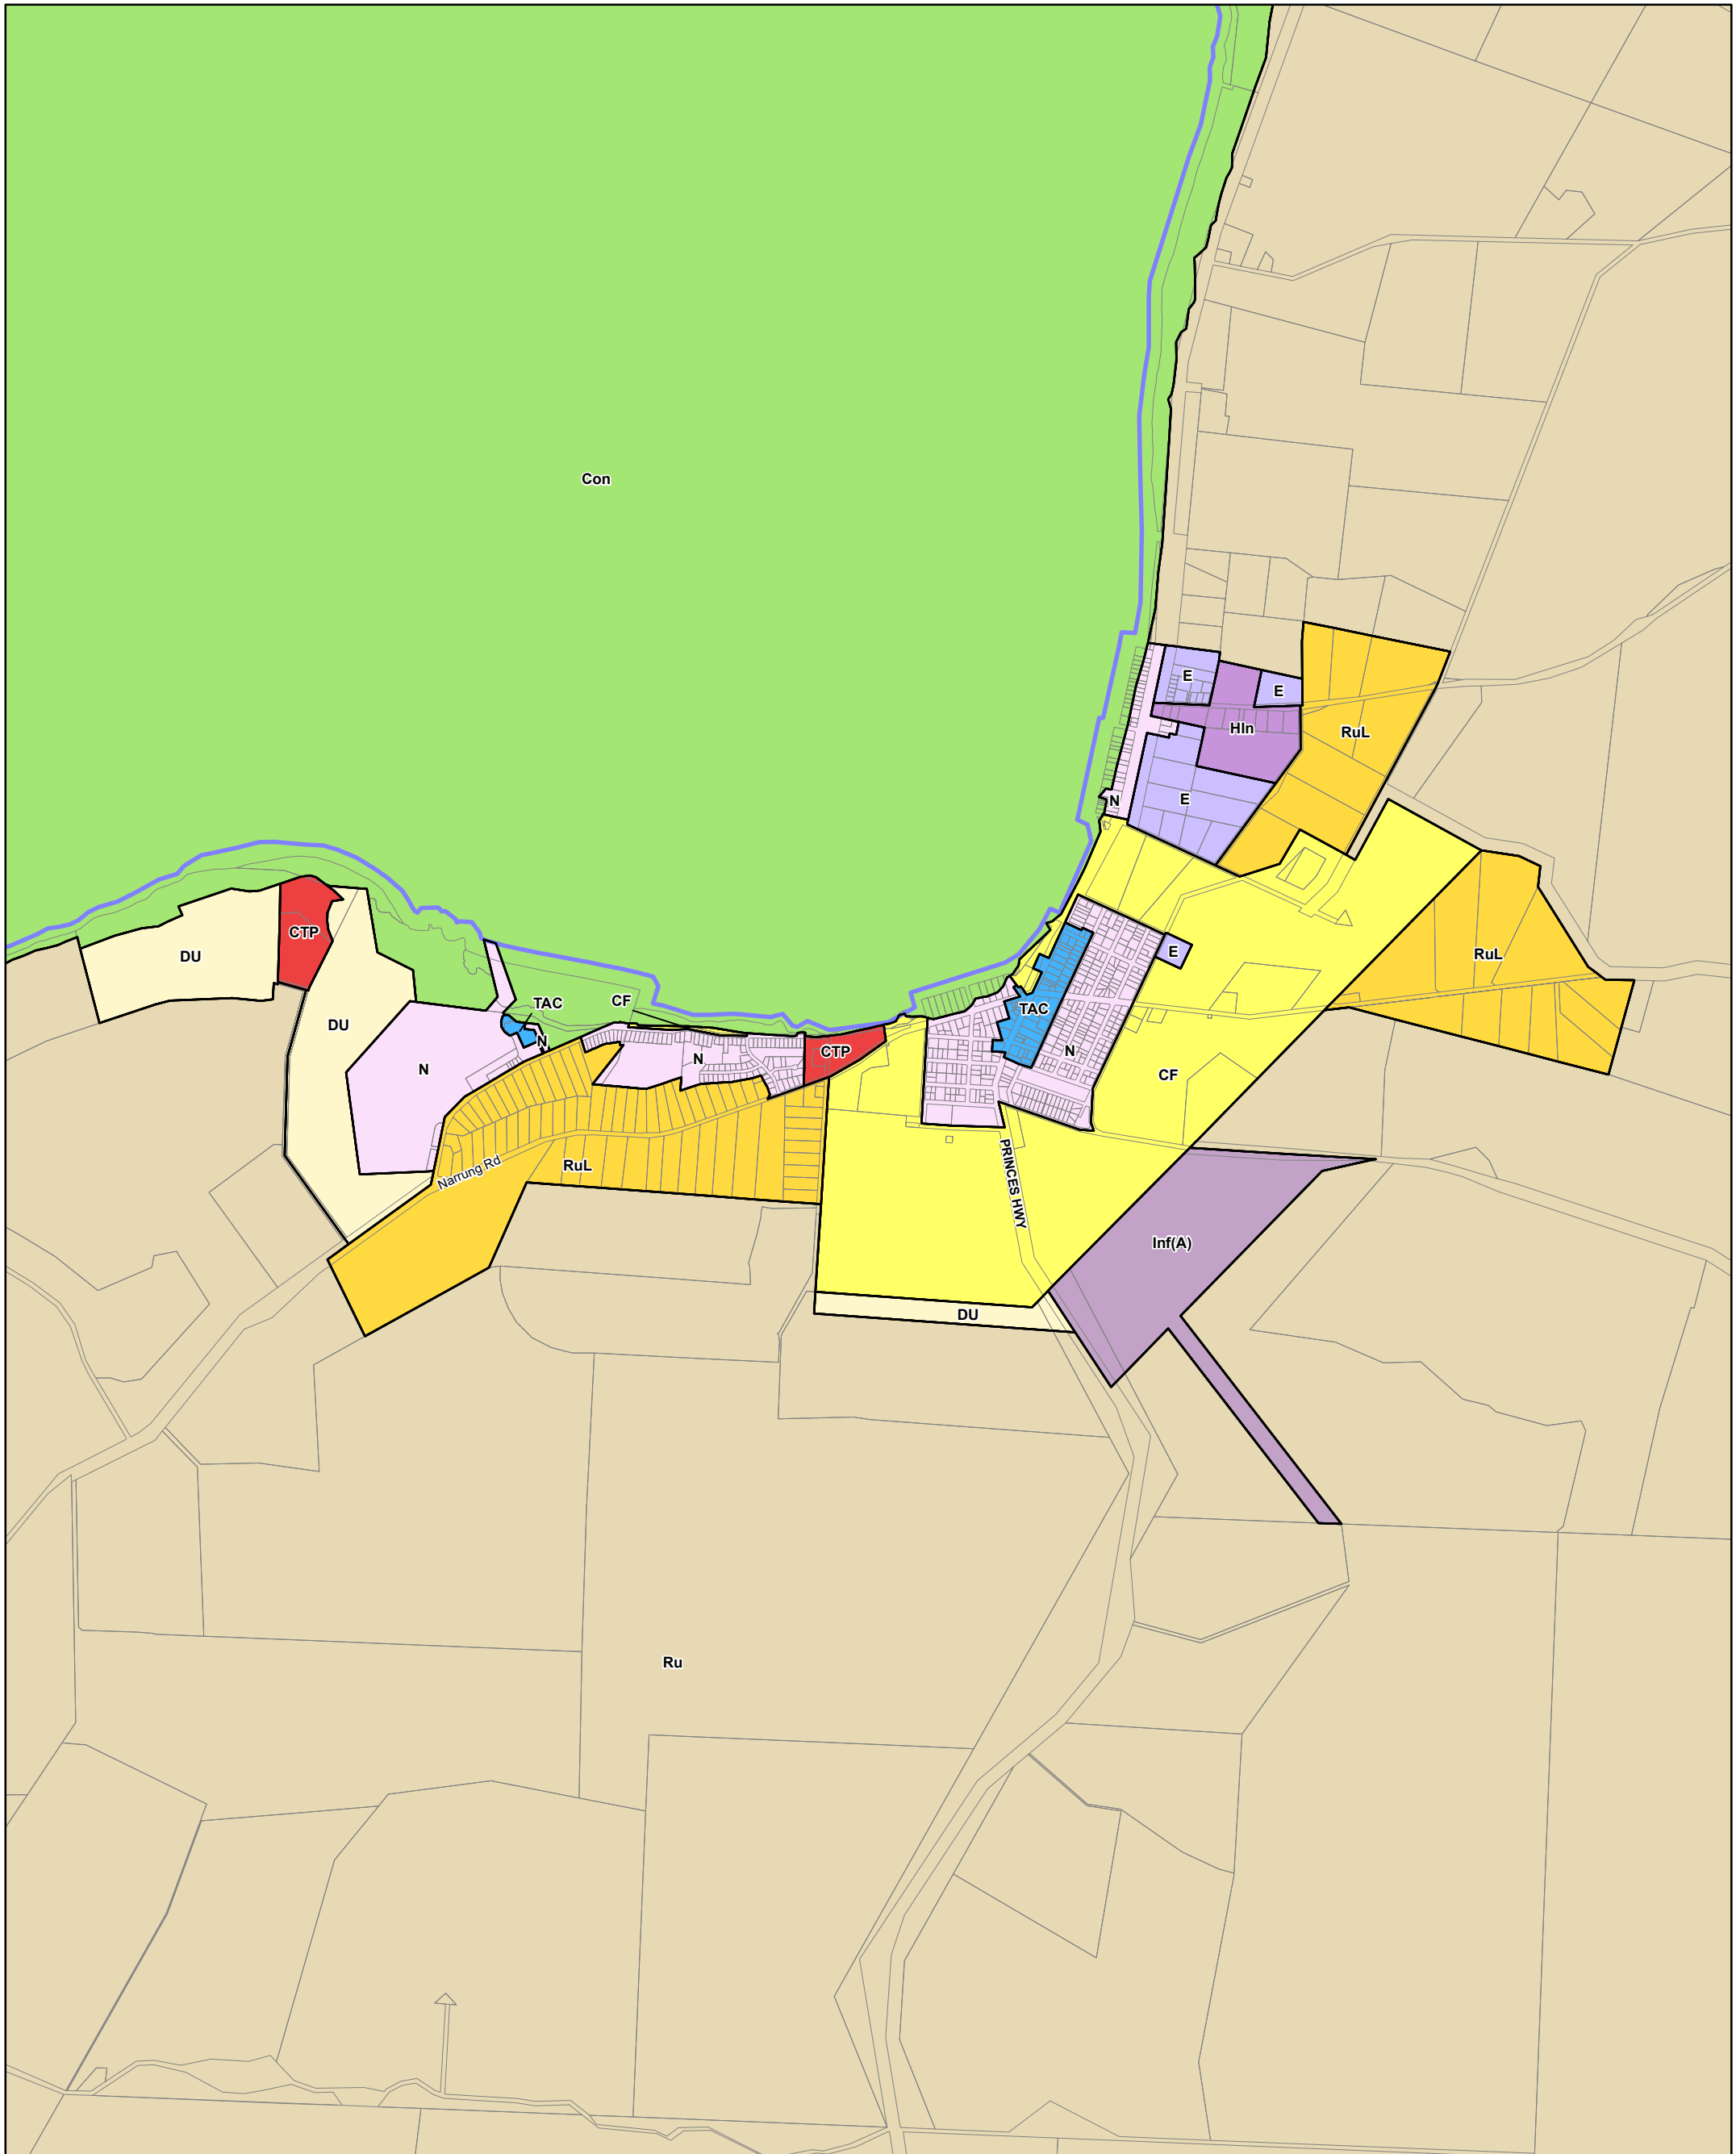 Con
E
E
HIn
RuL
N
E
CTP
DU
E
RuL
TAC
CF
TAC
DU
N
N
CTP
N
N
CF
RuL
Narrung Rd
PRINCES HWY
Inf(A)
DU
Ru